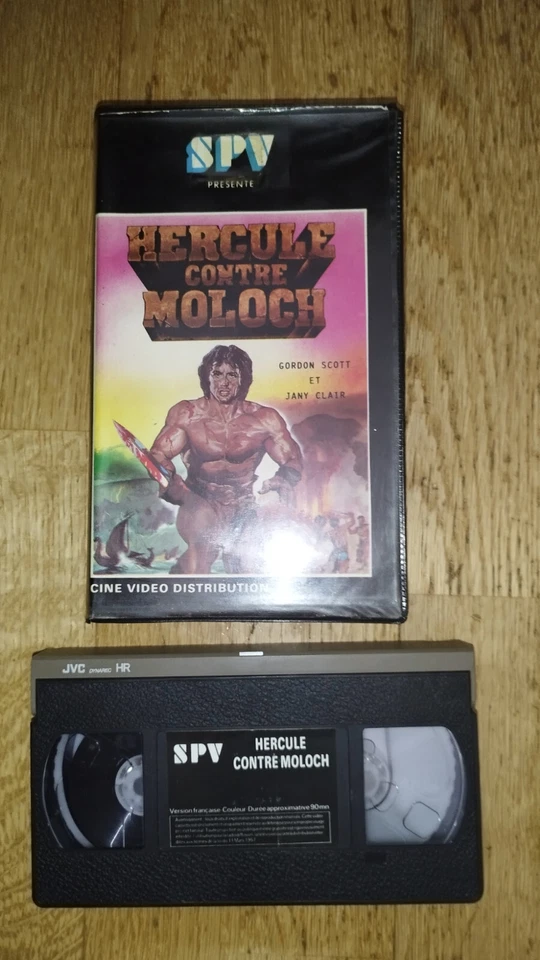 SPV
PRESENTE
HERCULE
CONTRE
MOLOCH
GORDON SCOTT
ET
JANY CLAIR
CINE VIDEO DISTRIBUTION
JVC DYNAREC HR
SPV
HERCULE
CONTRE MOLOCH
Version française Couleur Durée approximative 90mn